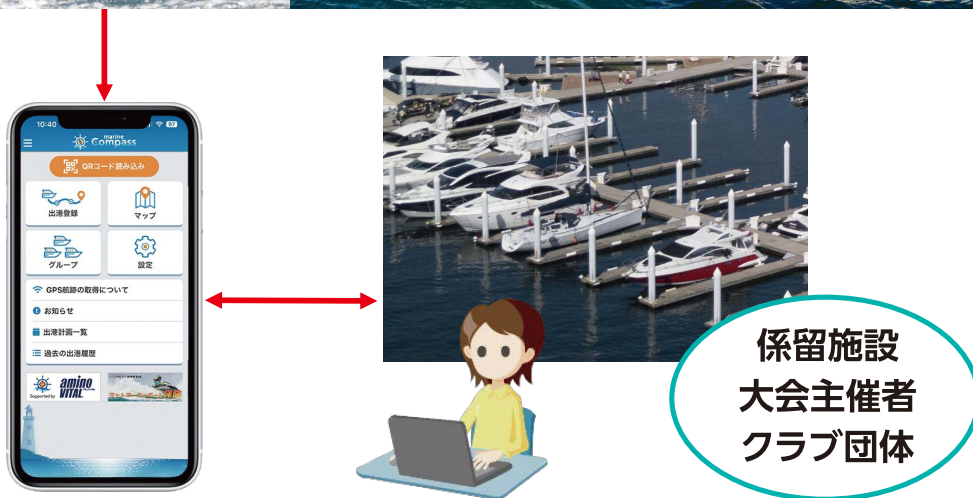 10:40
97
marine
Compass
QRコード読み込み
出港登録
マップ
グループ
設定
GPS航跡の取得について
お知らせ
出港計画一覧
過去の出港履歴
Supported by
amino
VITAL
係留施設
大会主催者
クラブ団体